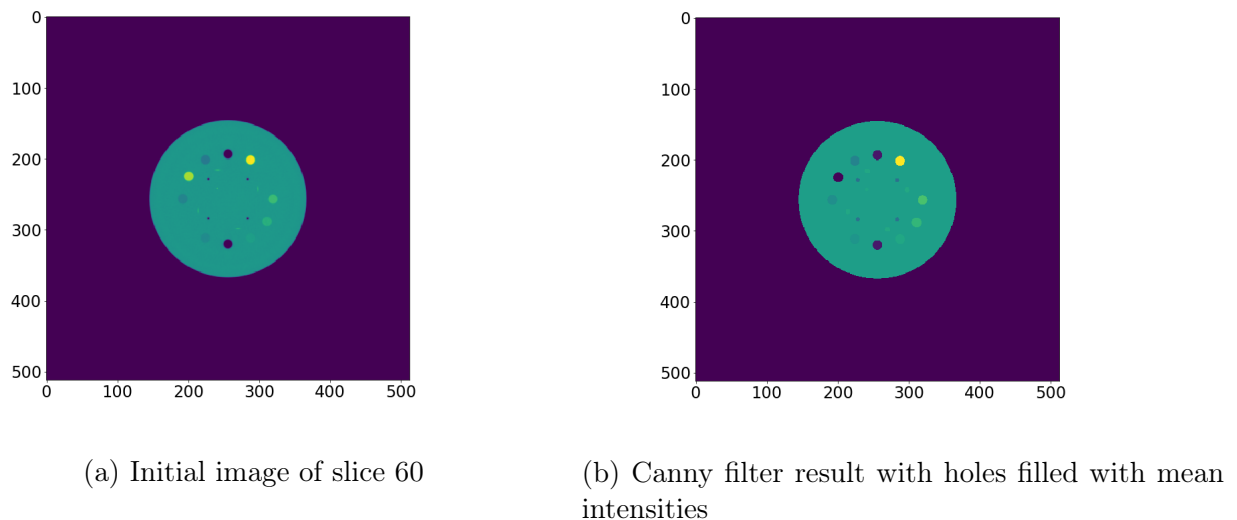 0
100
200
300
400
500
0 100 200 300 400 500
(a) Initial image of slice 60
0
100
200
300
400
500
0 100 200 300 400 500
(b) Canny filter result with holes filled with mean
intensities